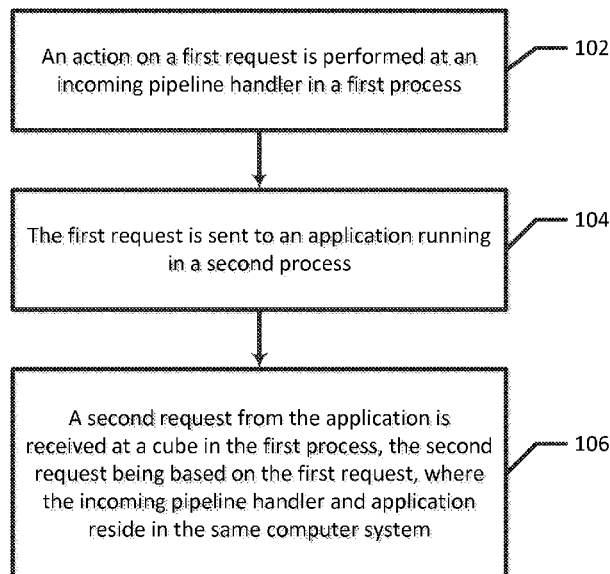 An action on a first request is performed at an
incoming pipeline handler in a first process
102
The first request is sent to an application running
in a second process
104
A second request from the application is
received at a cube in the first process, the second
request being based on the first request, where
the incoming pipeline handler and application
reside in the same computer system
106